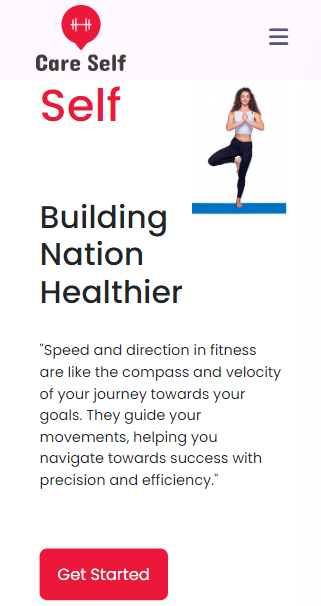 Care Self
Self
Building
Nation
Healthier
"Speed and direction in fitness
are like the compass and velocity
of your journey towards your
goals. They guide your
movements, helping you
navigate towards success with
precision and efficiency."
Get Started